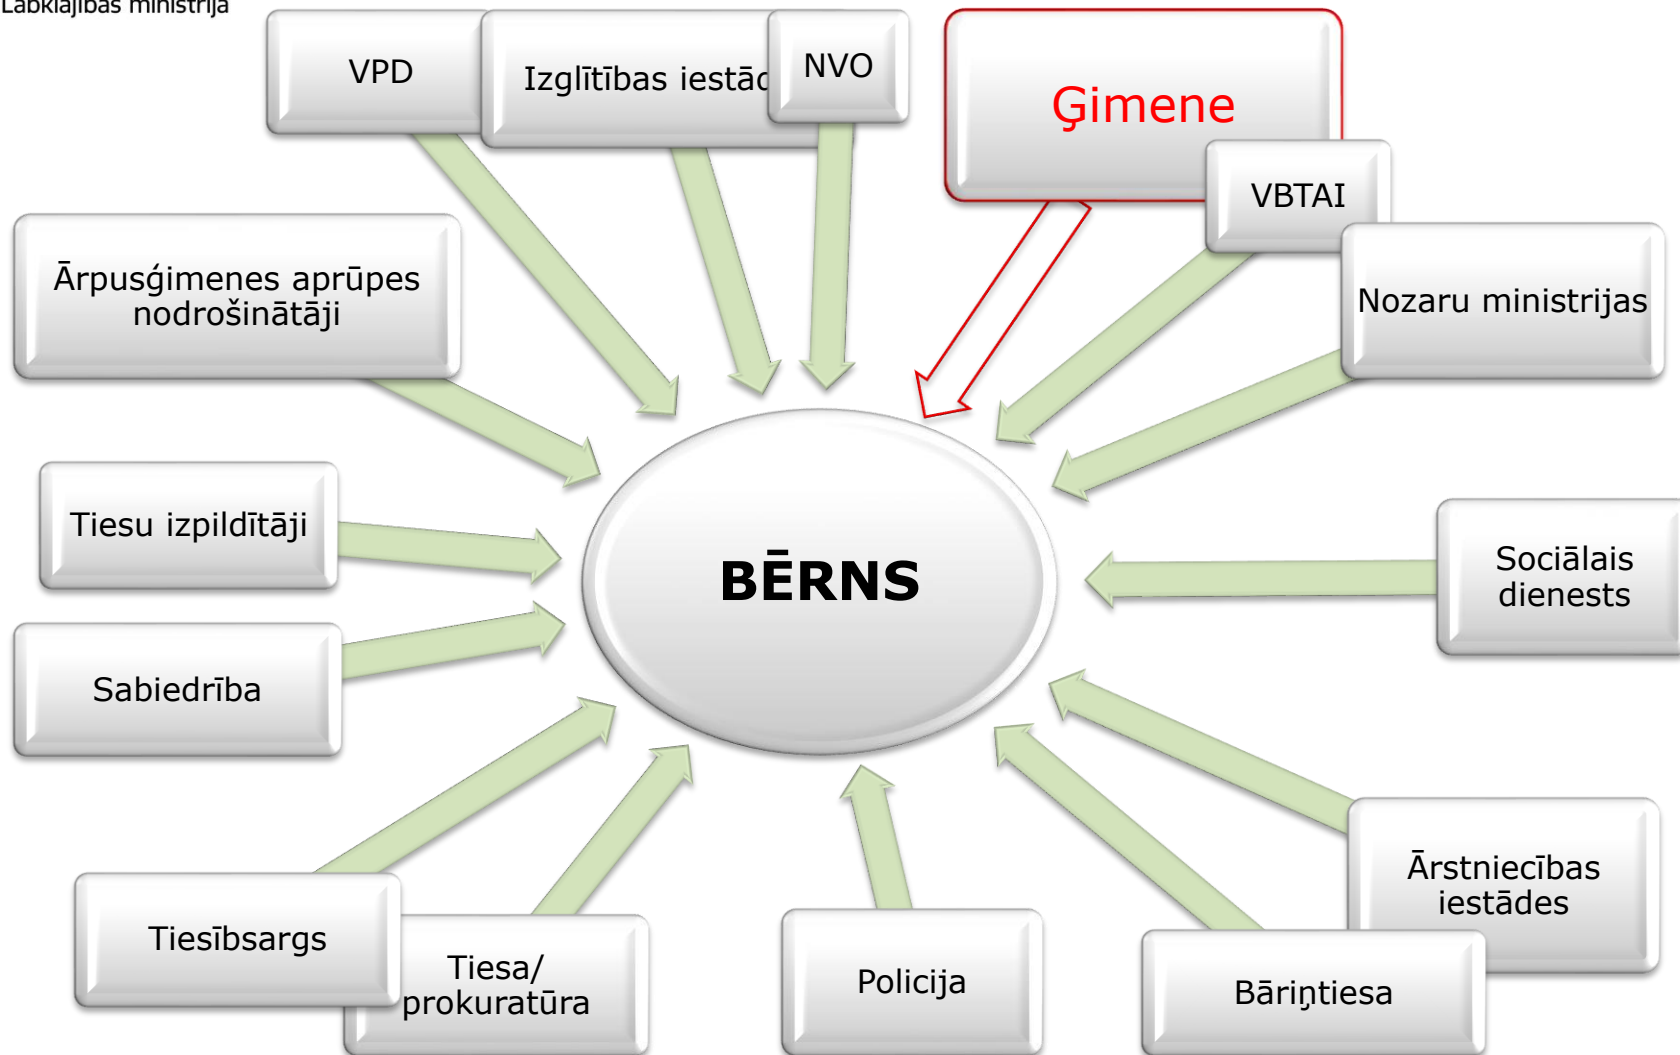 Labklājības ministrija
VPD
Izglītības iestād
NVO
Ģimene
VBTAI
Nozaru ministrijas
Ārpusģimenes aprūpes
nodrošinātāji
Tiesu izpildītāji
BĒRNS
Sociālais
dienests
Sabiedrība
Ārstniecības
iestādes
Tiesībsargs
Tiesa/
prokuratūra
Policija
Bāriņtiesa